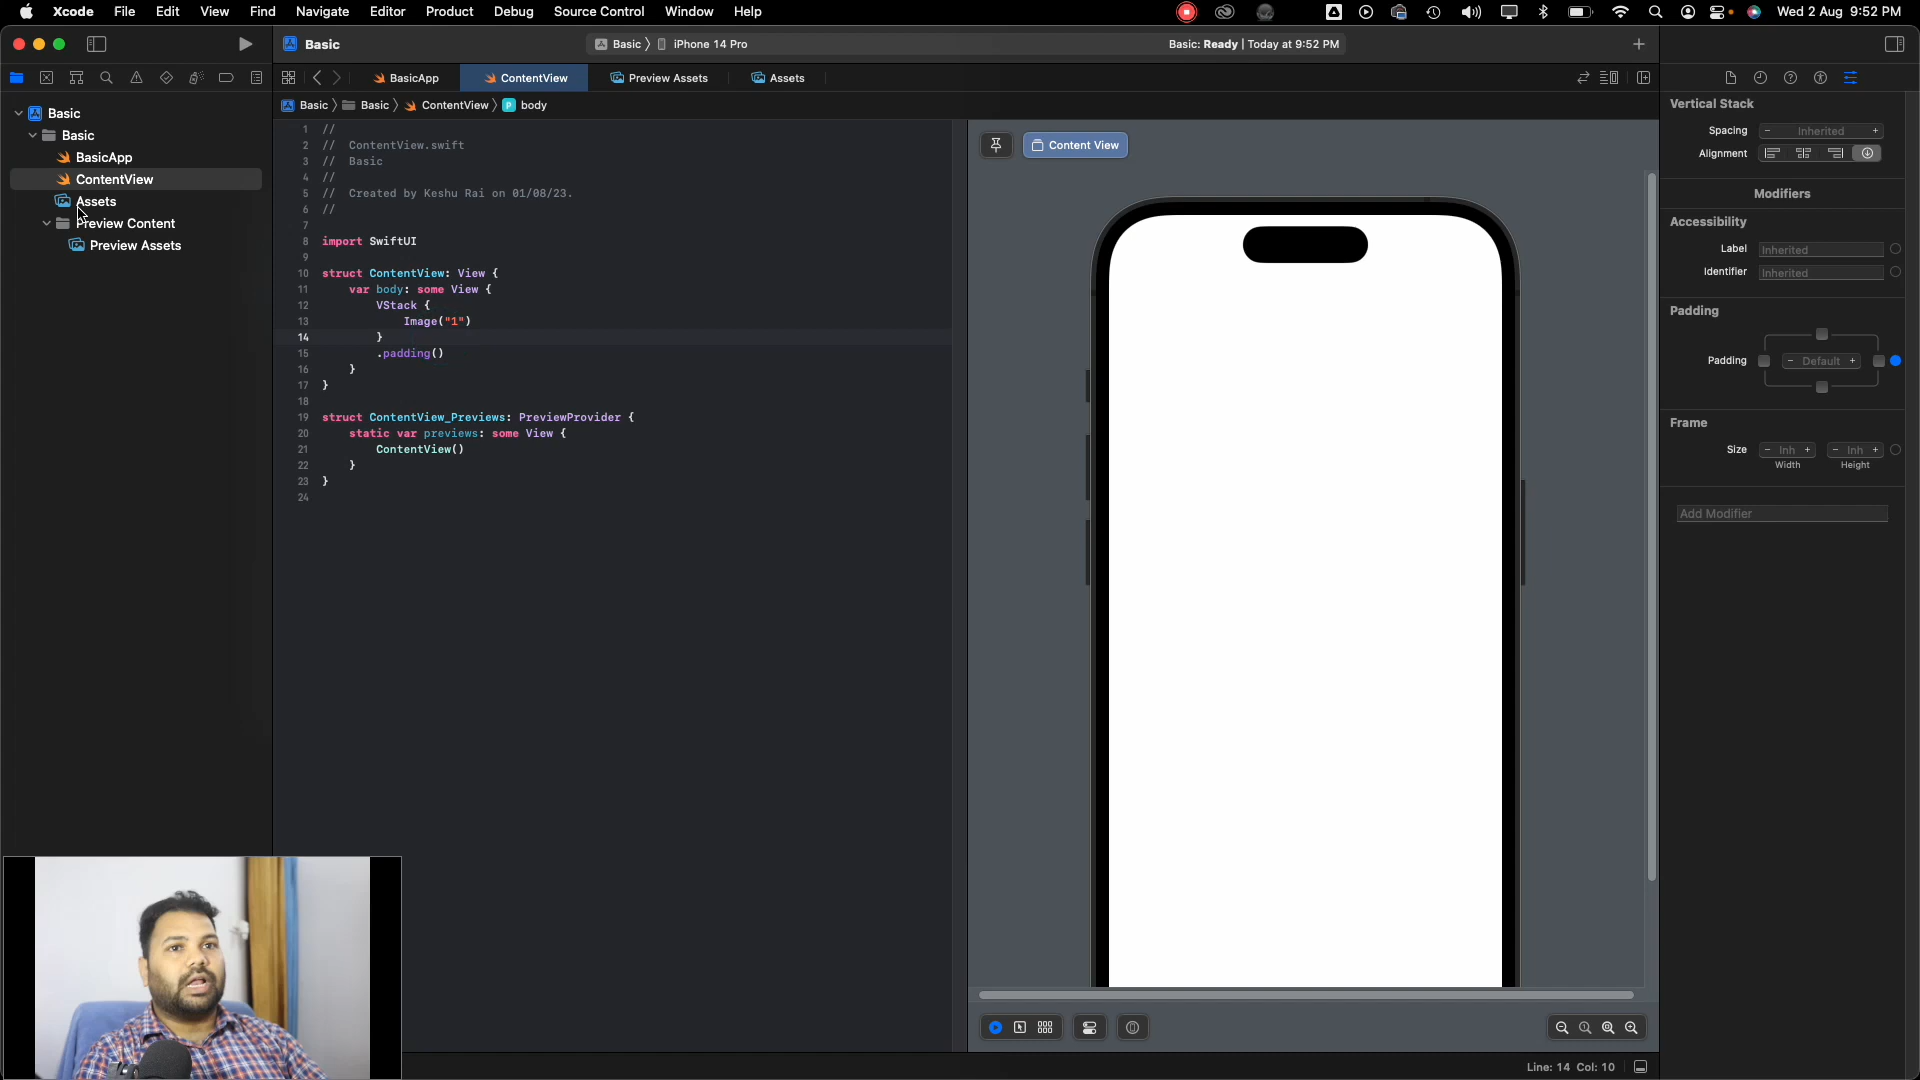 Xcode File Edit View Find Navigate Editor Product Debug Source Control Window Help Wed 2 Aug 9:52 PM
Basic Basic iPhone 14 Pro Basic: Ready | Today at 9:52 PM
BasicApp ContentView Preview Assets Assets
Basic Basic ContentView P body
Basic
Basic
BasicApp
ContentView
Assets
Preview Content
Preview Assets
1 //
2 // ContentView.swift
3 // Basic
4 //
5 // Created by Keshu Rai on 01/08/23.
6 //
7
8 import SwiftUI
9
10 struct ContentView: View {
11 var body: some View {
12 VStack {
13 Image("1")
14 }
15 .padding()
16 }
17 }
18
19 struct ContentView_Previews: PreviewProvider {
20 static var previews: some View {
21 ContentView()
22 }
23 }
24
Content View
Vertical Stack
Spacing - Inherited +
Alignment
Modifiers
Accessibility
Label Inherited
Identifier Inherited
Padding
Padding - Default +
Frame
Size - Inh + - Inh +
Width Height
Add Modifier
Line: 14 Col: 10